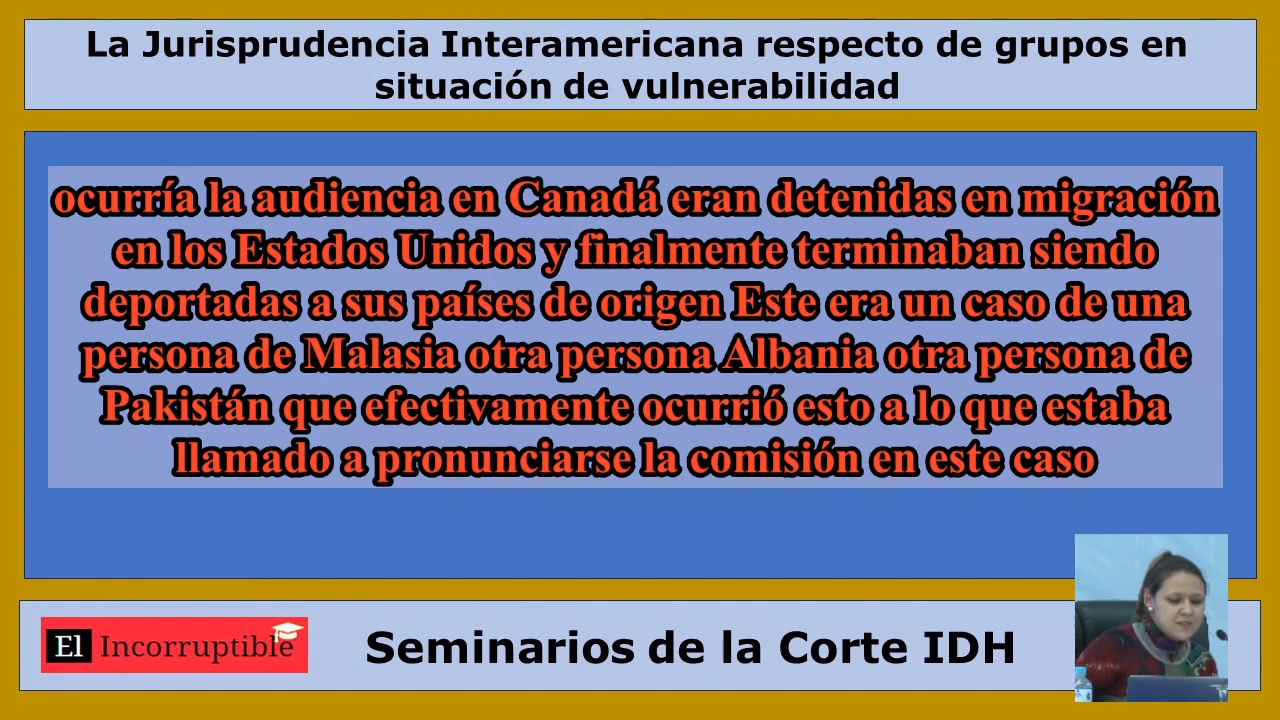 La Jurisprudencia Interamericana respecto de grupos en
situación de vulnerabilidad
ocurría la audiencia en Canadá eran detenidas en migración
en los Estados Unidos y finalmente terminaban siendo
deportadas a sus países de origen Este era un caso de una
persona de Malasia otra persona Albania otra persona de
Pakistán que efectivamente ocurrió esto a lo que estaba
llamado a pronunciarse la comisión en este caso
El Incorruptible
Seminarios de la Corte IDH